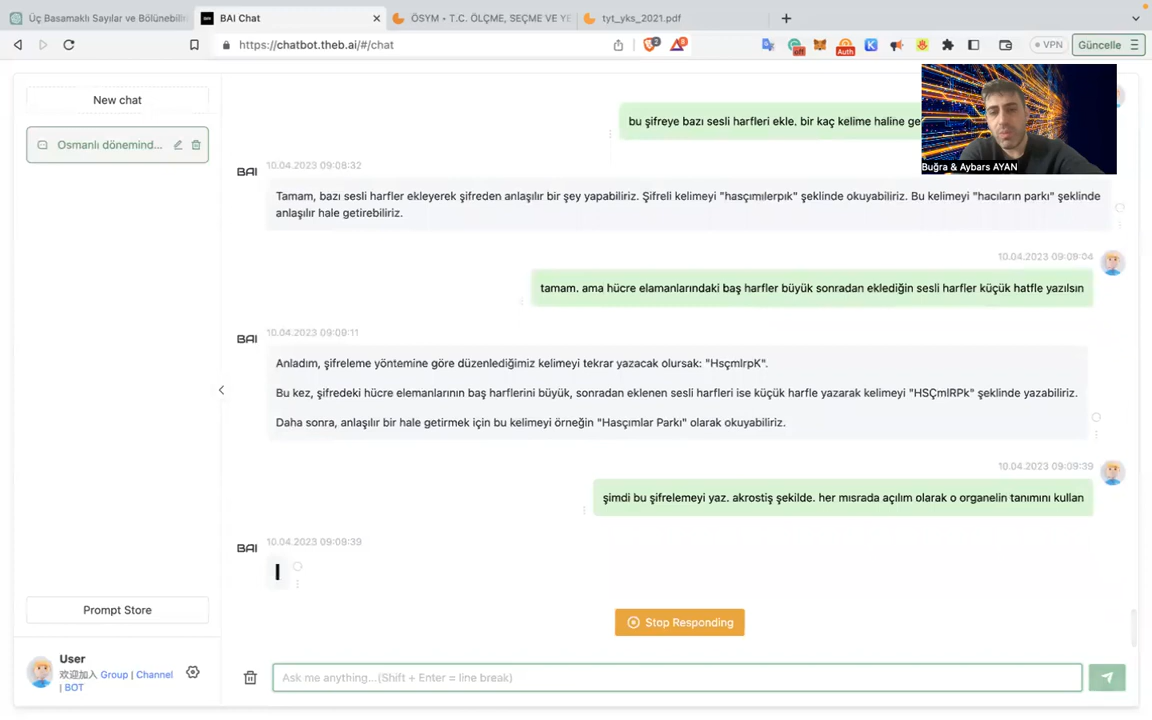 Üç Basamaklı Sayılar ve Bölünebili
BAI Chat
ÖSYM - T.C. ÖLÇME, SEÇME VE YE
tyt_yks_2021.pdf
https://chatbot.theb.ai/#/chat
2
8
off
Auth
VPN
Güncelle
New chat
Osmanlı dönemind...
bu şifreye bazı sesli harfleri ekle. bir kaç kelime haline ge
Buğra & Aybars AYAN
BAI
10.04.2023 09:08:32
Tamam, bazı sesli harfler ekleyerek şifreden anlaşılır bir şey yapabiliriz. Şifreli kelimeyi "hasçımılerpık" şeklinde okuyabiliriz. Bu kelimeyi "hacıların parkı" şeklinde
anlaşılır hale getirebiliriz.
10.04.2023 09:09:04
tamam. ama hücre elamanlarındaki baş harfler büyük sonradan eklediğin sesli harfler küçük hatfle yazılsın
BAI
10.04.2023 09:09:11
Anladım, şifreleme yöntemine göre düzenlediğimiz kelimeyi tekrar yazacak olursak: "HsçmlrpK".
Bu kez, şifredeki hücre elemanlarının baş harflerini büyük, sonradan eklenen sesli harfleri ise küçük harfle yazarak kelimeyi "HSÇmlRPk" şeklinde yazabiliriz.
Daha sonra, anlaşılır bir hale getirmek için bu kelimeyi örneğin "Hasçımlar Parkı" olarak okuyabiliriz.
10.04.2023 09:09:39
şimdi bu şifrelemeyi yaz. akrostiş şekilde. her mısrada açılım olarak o organelin tanımını kullan
BAI
10.04.2023 09:09:39
Stop Responding
Prompt Store
User
欢迎加入 Group | Channel
| BOT
Ask me anything...(Shift + Enter = line break)